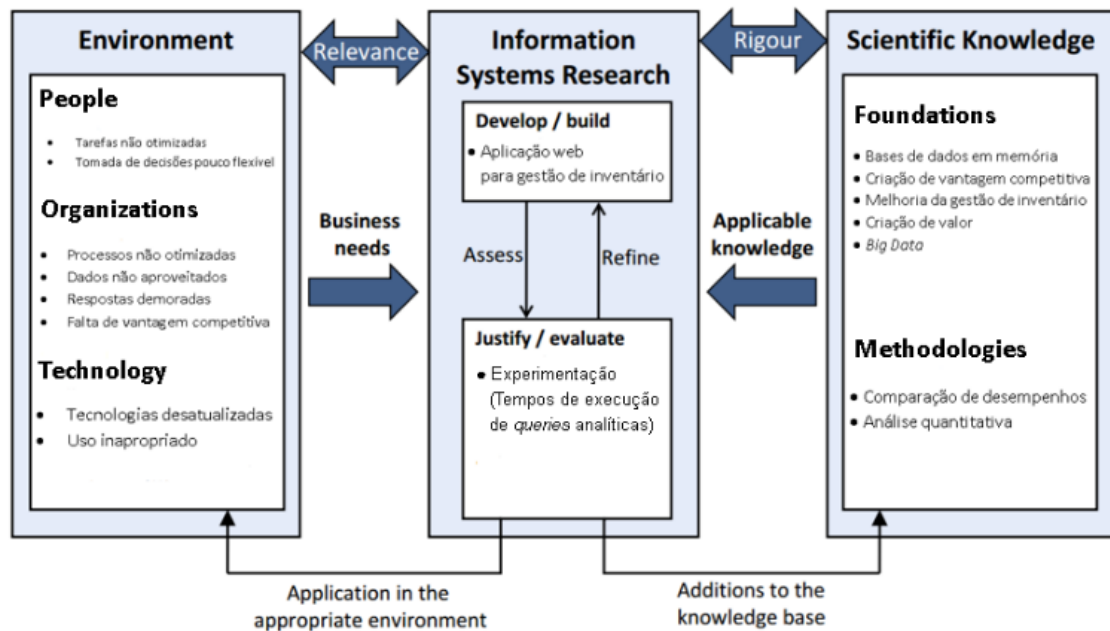 Environment
People
• Tarefas não otimizadas
• Tomada de decisões pouco flexível
Organizations
• Processos não otimizados
• Dados não aproveitados
• Respostas demoradas
• Falta de vantagem competitiva
Technology
• Tecnologias desatualizadas
• Uso inapropriado
Relevance
Business
needs
Information
Systems Research
Develop / build
• Aplicação web
para gestão de inventário
Assess
Refine
Justify / evaluate
• Experimentação
(Tempos de execução
de queries analíticas)
Rigour
Applicable
knowledge
Scientific Knowledge
Foundations
• Bases de dados em memória
• Criação de vantagem competitiva
• Melhoria da gestão de inventário
• Criação de valor
• Big Data
Methodologies
• Comparação de desempenhos
• Análise quantitativa
Application in the
appropriate environment
Additions to the
knowledge base